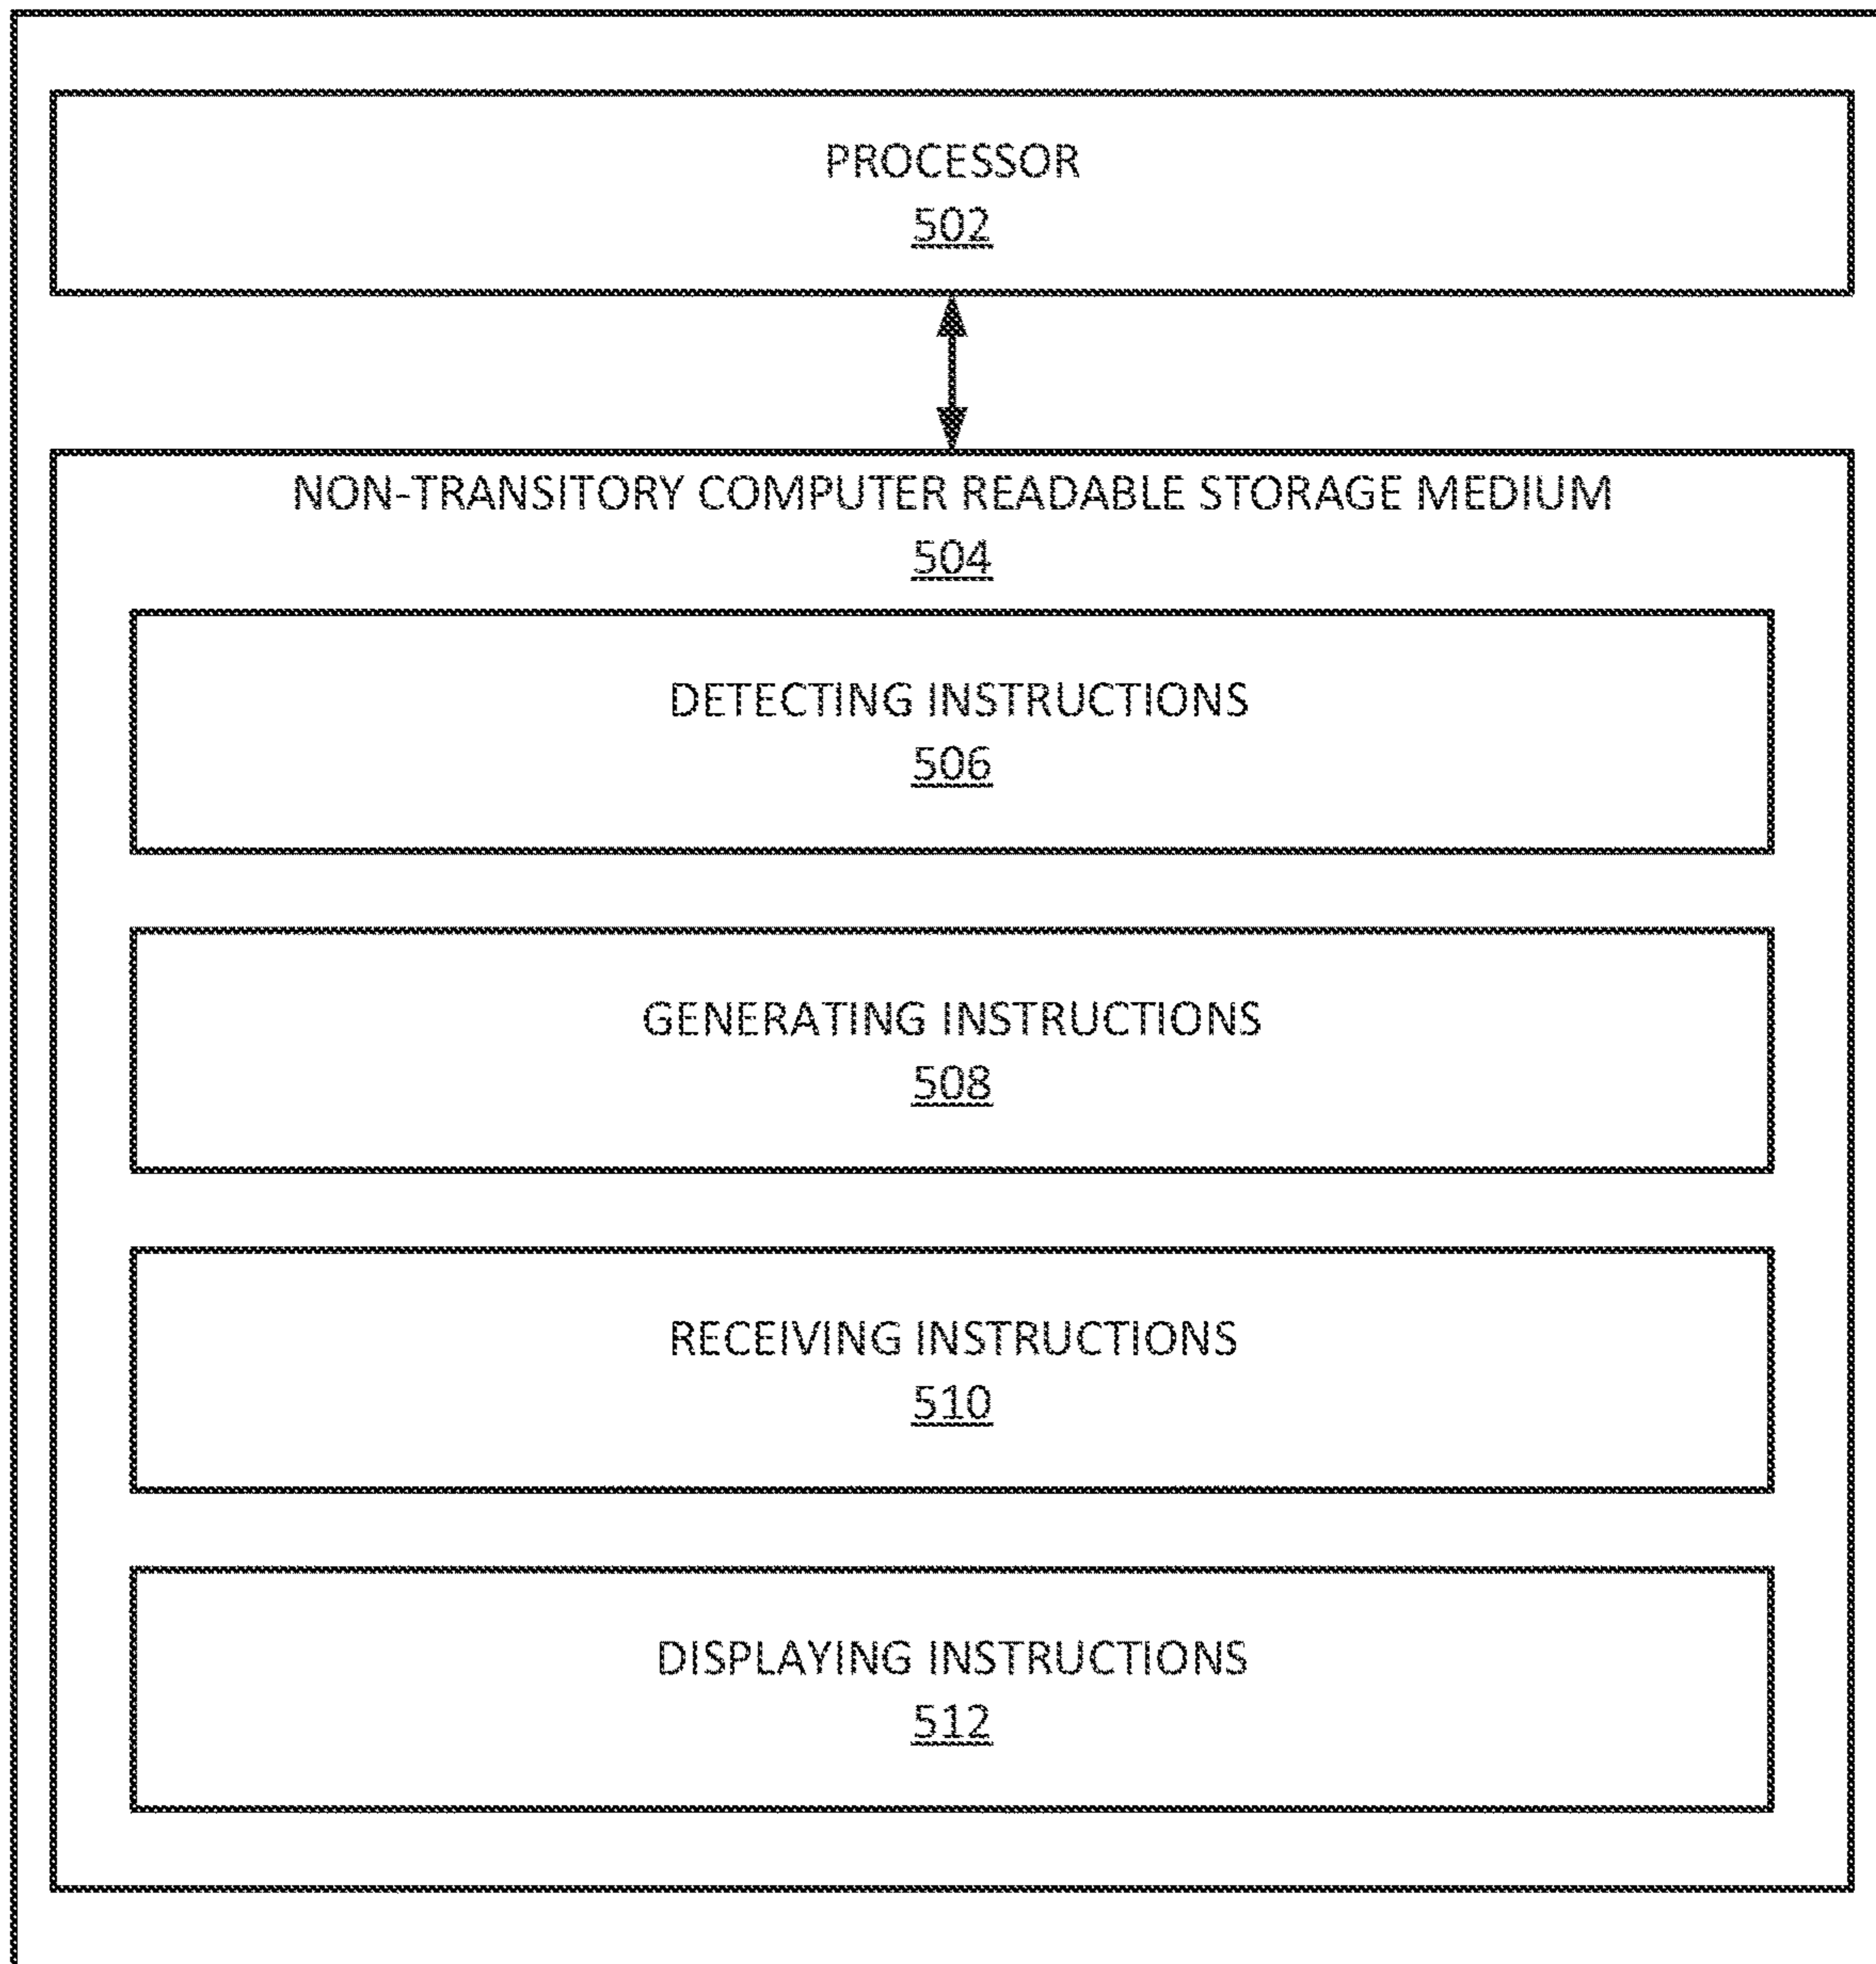 PROCESSOR
502
NON-TRANSITORY COMPUTER READABLE STORAGE MEDIUM
504
DETECTING INSTRUCTIONS
506
GENERATING INSTRUCTIONS
508
RECEIVING INSTRUCTIONS
510
DISPLAYING INSTRUCTIONS
512